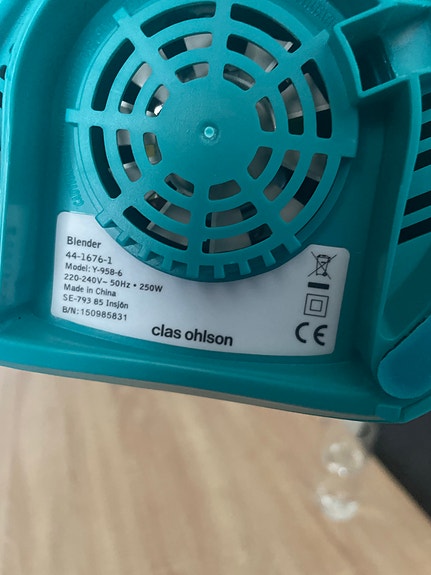 Blender
44-1676-1
Model: Y-958-6
220-240V~ 50Hz • 250W
Made in China
SE-793 85 Insjön
B/N: 150985831
clas ohlson
CE